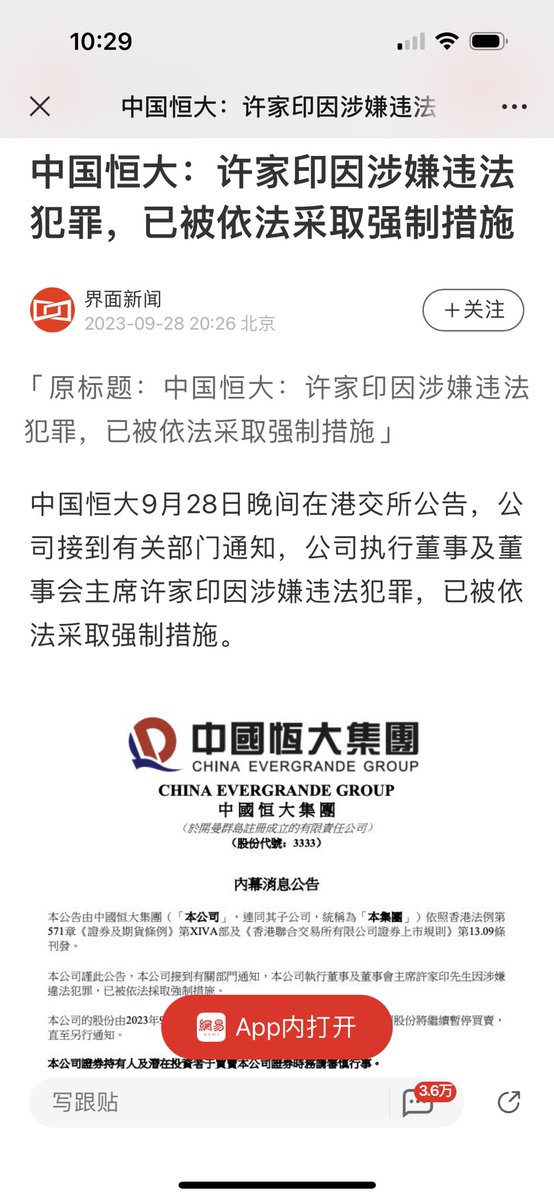 10:29
中国恒大：许家印因涉嫌违法
中国恒大：许家印因涉嫌违法
犯罪，已被依法采取强制措施
界面新闻
2023-09-28 20:26 北京
＋关注
「原标题：中国恒大：许家印因涉嫌违法
犯罪，已被依法采取强制措施」
中国恒大9月28日晚间在港交所公告，公
司接到有关部门通知，公司执行董事及董
事会主席许家印因涉嫌违法犯罪，已被依
法采取强制措施。
中國恆大集團
CHINA EVERGRANDE GROUP
CHINA EVERGRANDE GROUP
中國恒大集團
（於開曼群島註冊成立的有限責任公司）
（股份代號：3333）
內幕消息公告
本公告由中國恒大集團（「本公司」，連同其子公司，統稱為「本集團」）依照香港法例第
571章《證券及期貨條例》第XIVA部及《香港聯合交易所有限公司證券上市規則》第13.09條
刊發。
本公司謹此公告，本公司接到有關部門通知，本公司執行董事及董事會主席許家印先生因涉嫌
違法犯罪，已被依法採取強制措施。
本公司的股份由2023年9 股份將繼續暫停買賣，
直至另行通知。
網易
NEWS
App内打开
本公司證券持有人及潛在投資者于買賣本公司證券時務請審慎行事。
写跟贴
3.6万